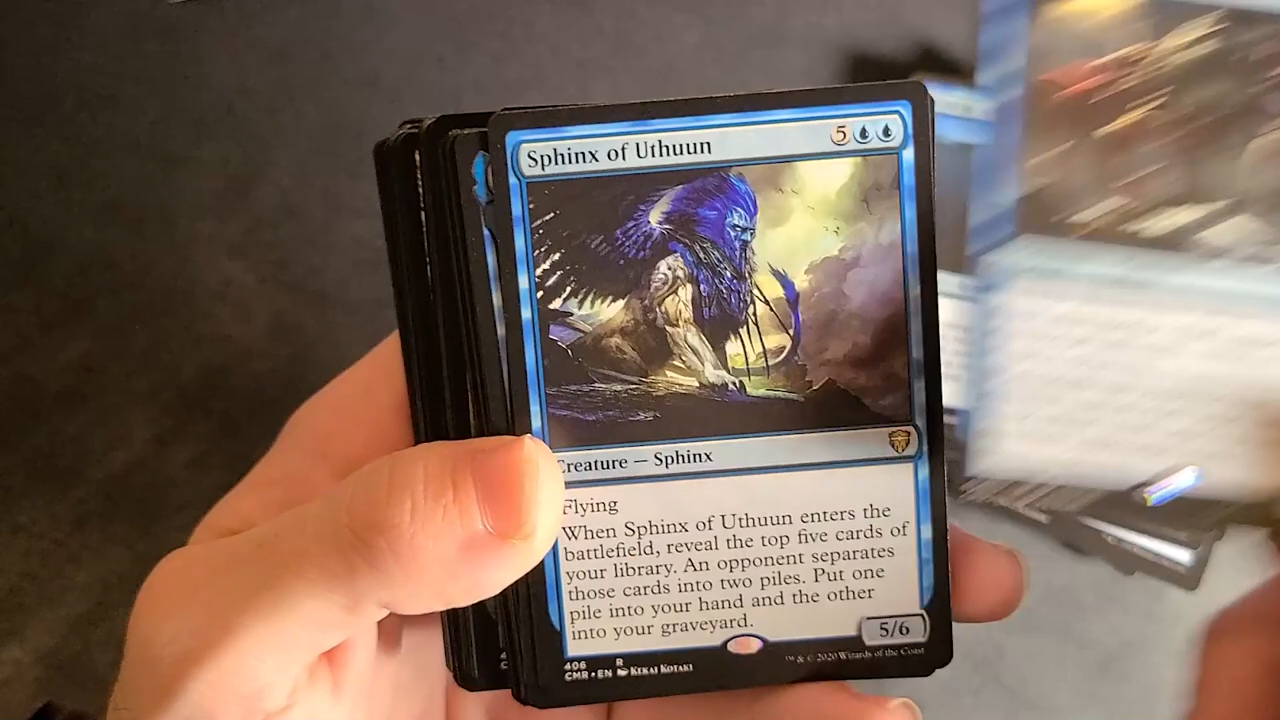 Sphinx of Uthuun 5
Creature — Sphinx
Flying
When Sphinx of Uthuun enters the
battlefield, reveal the top five cards of
your library. An opponent separates
those cards into two piles. Put one
pile into your hand and the other
into your graveyard.
5/6
406 R
CMR • EN Kekai Kotaki
™ & © 2020 Wizards of the Coast